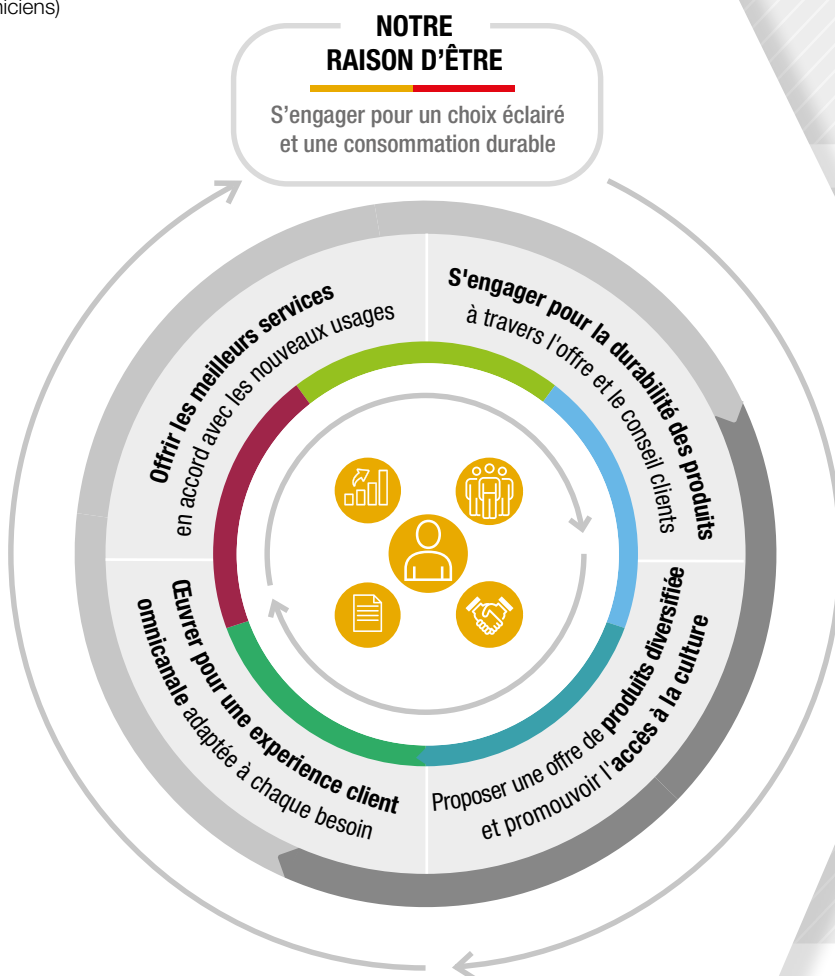 niciens)
NOTRE
RAISON D'ÊTRE
S'engager pour un choix éclairé
et une consommation durable
Offrir les meilleurs services
en accord avec les nouveaux usages
S'engager pour la durabilité des produits
à travers l'offre et le conseil clients
Œuvrer pour une experience client
omnicanale adaptée à chaque besoin
Proposer une offre de produits diversifiée
et promouvoir l'accès à la culture